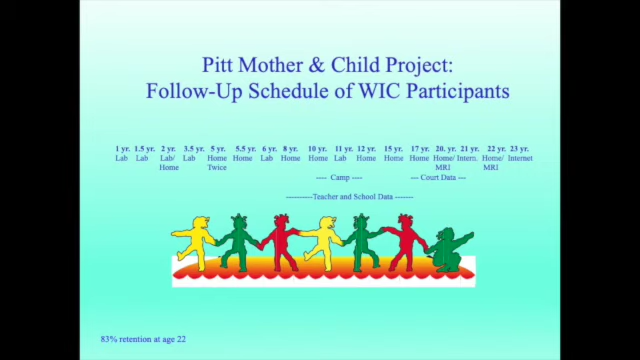 Pitt Mother & Child Project:
Follow-Up Schedule of WIC Participants
1 yr. 1.5 yr. 2 yr. 3.5 yr. 5 yr. 5.5 yr. 6 yr. 8 yr. 10 yr. 11 yr. 12 yr. 15 yr. 17 yr. 20. yr. 21 yr. 22 yr. 23 yr.
Lab Lab Lab/ Lab Home Home Lab Home Home Lab Home Home Home Home/ Intern. Home/ Internet
Home Twice MRI MRI
---- Camp ---- --- Court Data ---
----------Teacher and School Data -------
83% retention at age 22